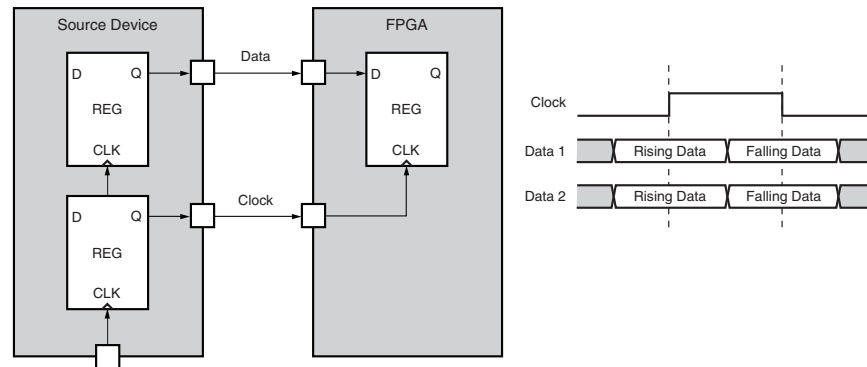 Source Device
D Q
REG
CLK
D Q
REG
CLK
Data
Clock
FPGA
D Q
REG
CLK
Clock
Data 1 Rising Data Falling Data
Data 2 Rising Data Falling Data